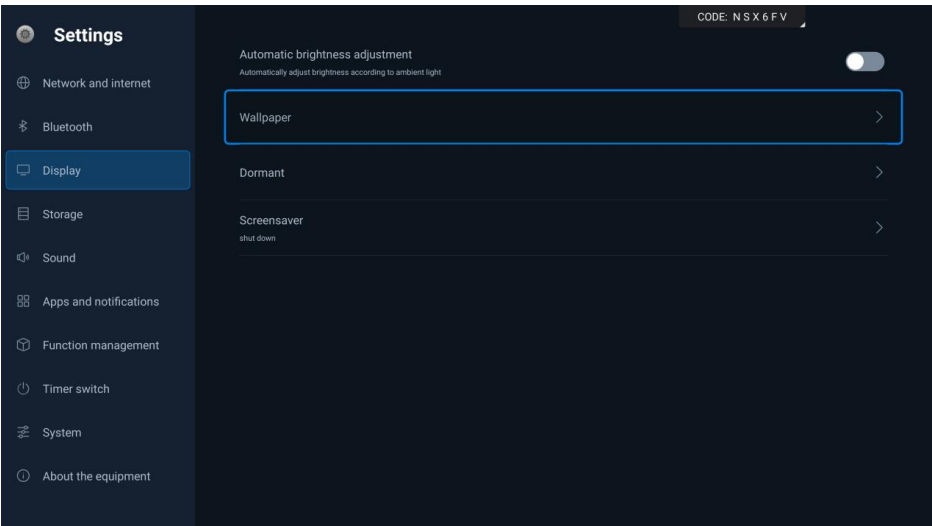 CODE: N S X 6 F V
Settings
Network and internet
Bluetooth
Display
Storage
Sound
Apps and notifications
Function management
Timer switch
System
About the equipment
Automatic brightness adjustment
Automatically adjust brightness according to ambient light
Wallpaper
Dormant
Screensaver
shut down